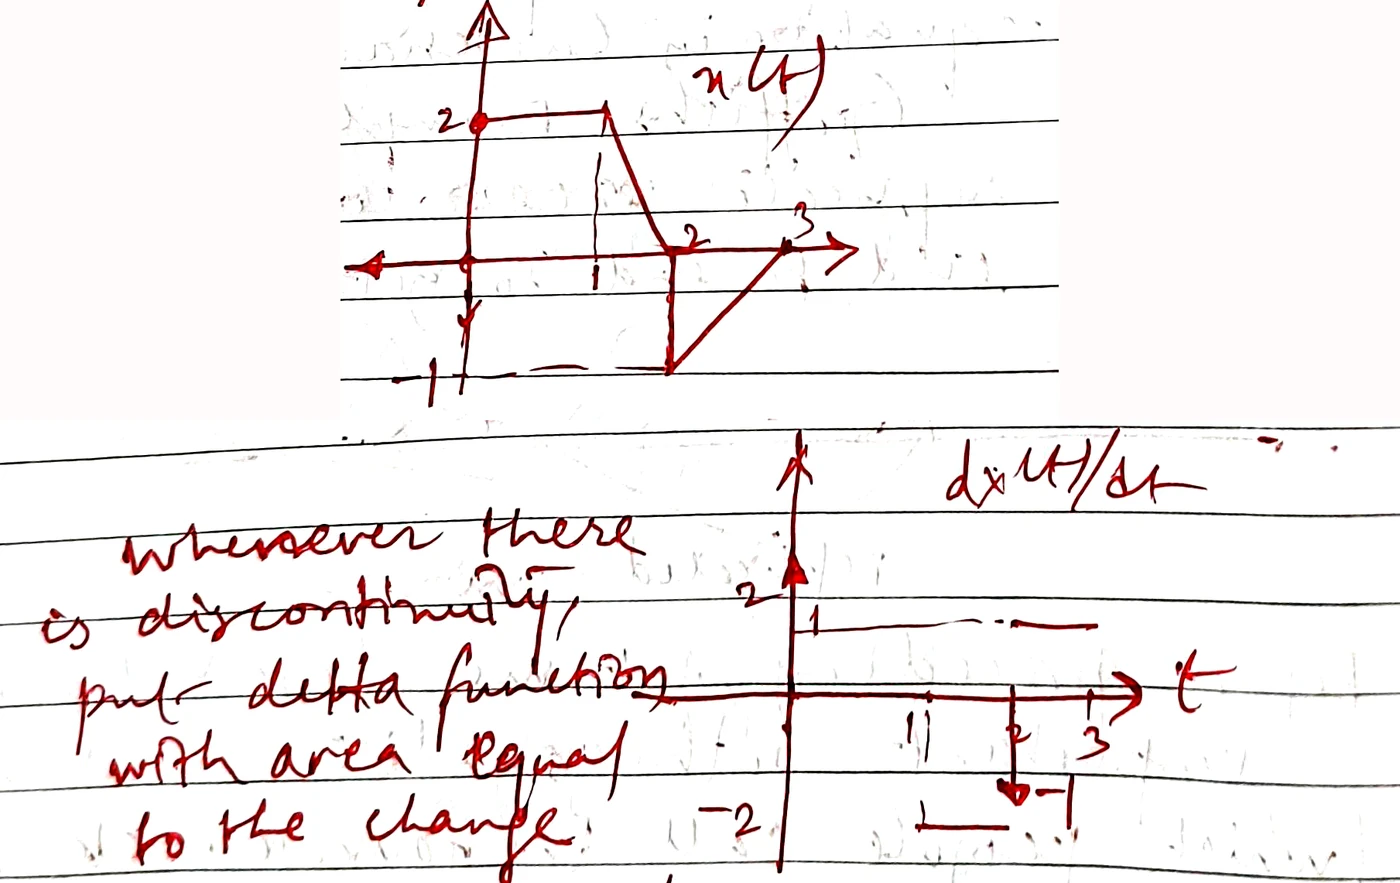 x(t)
2
2
3
1
-1
dx(t)/dt
whenever there
is discontinuity,
put delta function
with area equal
to the change.
2
1
t
1
2
3
-1
-2